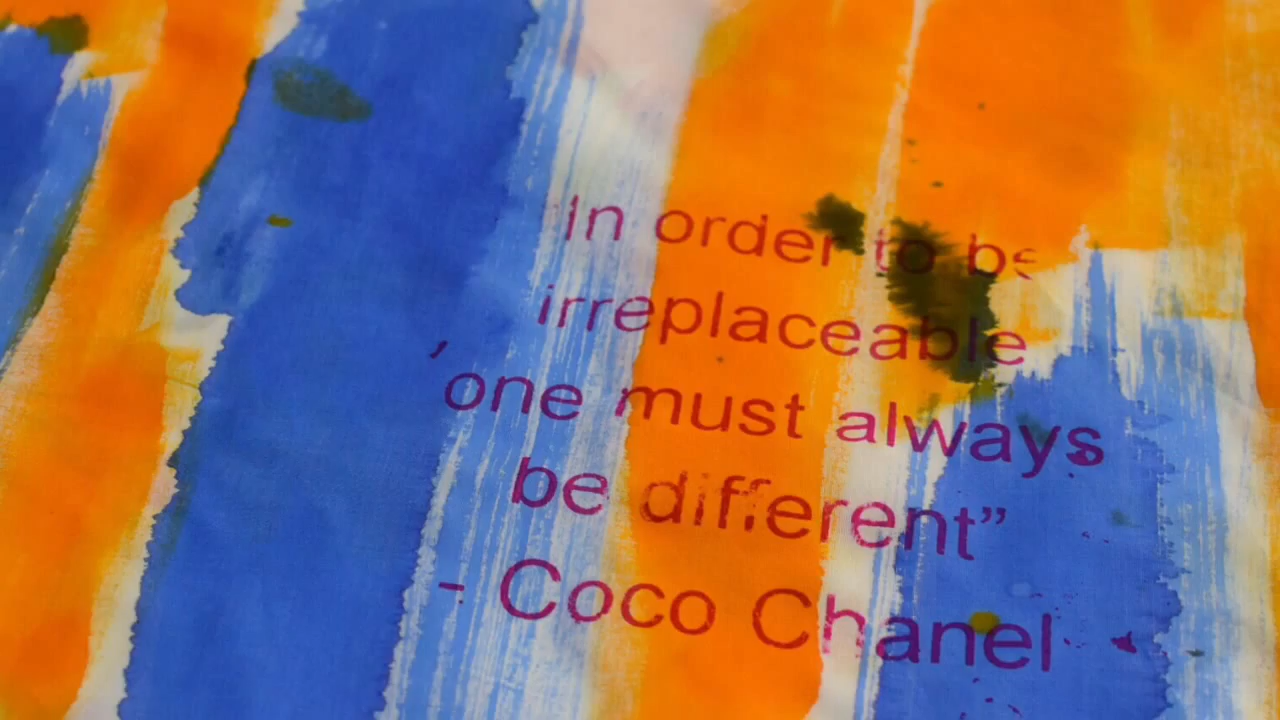 In order to be
irreplaceable
'one must always
be different”
- Coco Chanel